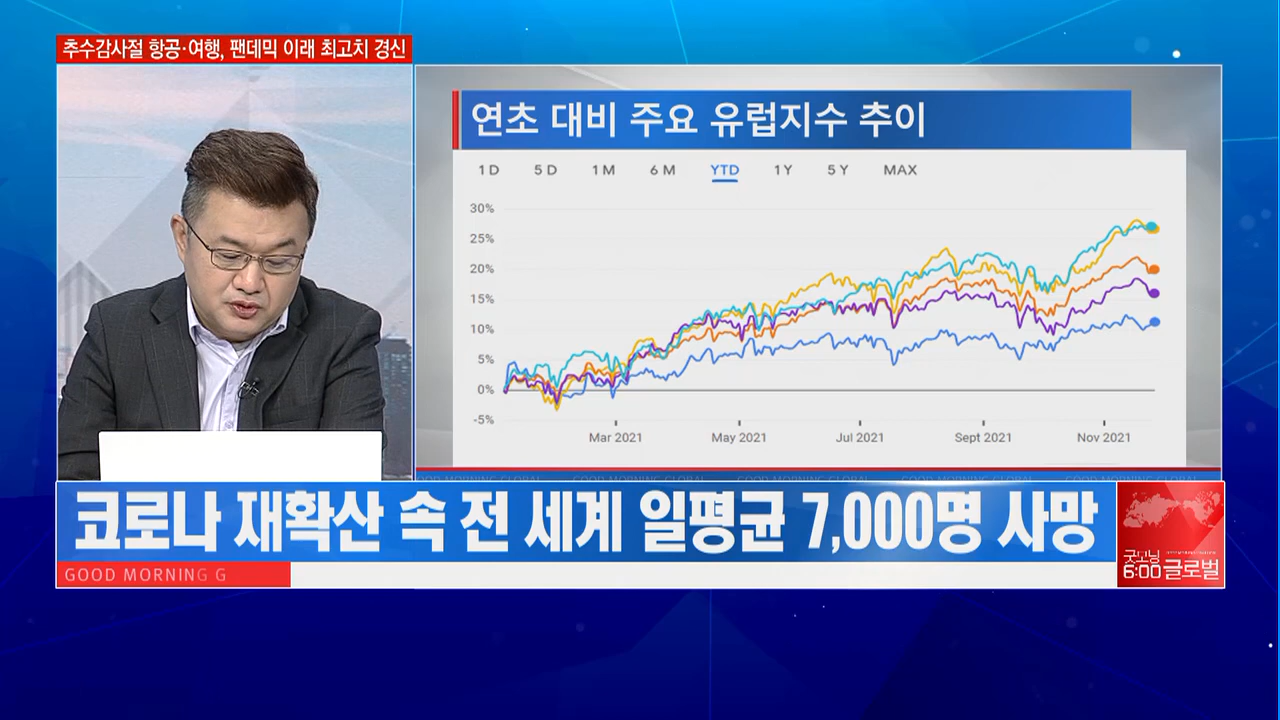 추수감사절 항공·여행, 팬데믹 이래 최고치 경신
연초 대비 주요 유럽지수 추이
1D 5D 1M 6M YTD 1Y 5Y MAX
30%
25%
20%
15%
10%
5%
0%
-5%
Mar 2021 May 2021 Jul 2021 Sept 2021 Nov 2021
코로나 재확산 속 전 세계 일평균 7,000명 사망
GOOD MORNING G
굿모닝
6:00 글로벌